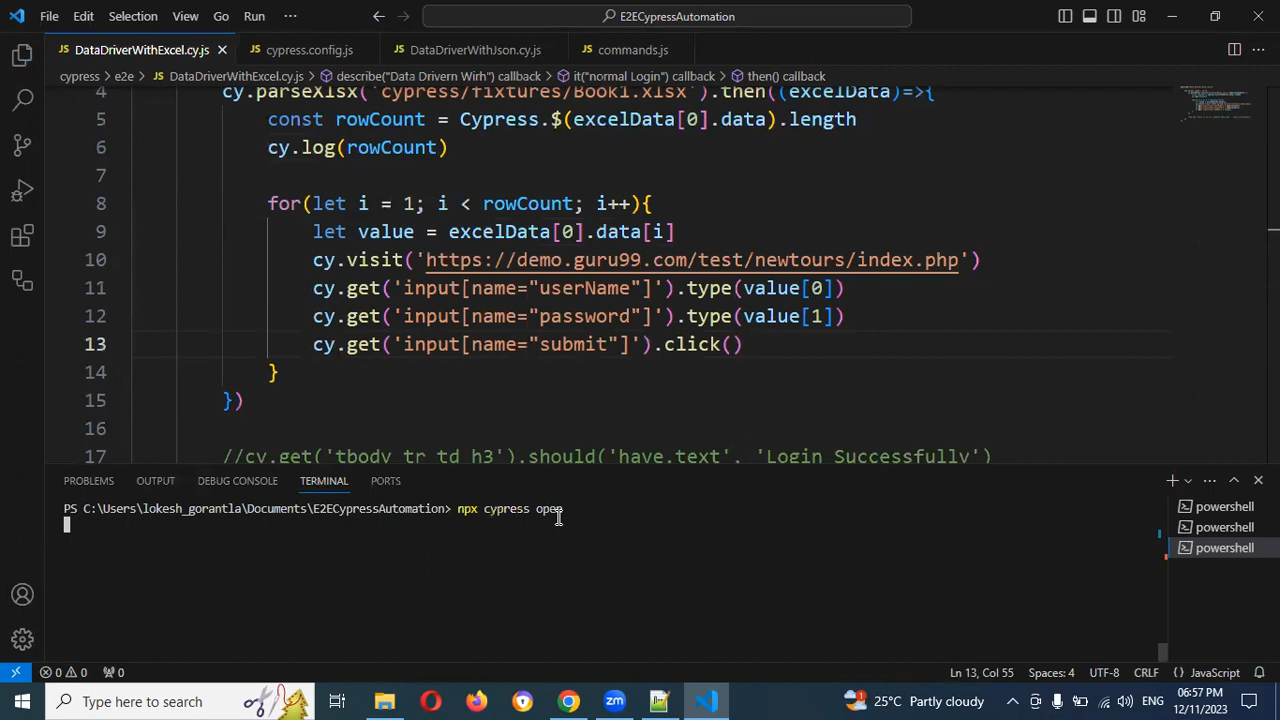 File Edit Selection View Go Run ··· E2ECypressAutomation
DataDriverWithExcel.cy.js cypress.config.js DataDriverWithJson.cy.js commands.js
cypress > e2e > DataDriverWithExcel.cy.js > describe("Data Drivern Wirh") callback > it("normal Login") callback > then() callback
4 cy.parseXlsx('cypress/fixtures/Book1.xlsx').then((excelData)=>{
5 const rowCount = Cypress.$(excelData[0].data).length
6 cy.log(rowCount)
7
8 for(let i = 1; i < rowCount; i++){
9 let value = excelData[0].data[i]
10 cy.visit('https://demo.guru99.com/test/newtours/index.php')
11 cy.get('input[name="userName"]').type(value[0])
12 cy.get('input[name="password"]').type(value[1])
13 cy.get('input[name="submit"]').click()
14 }
15 })
16
17 //cy.get('tbody tr td h3').should('have.text', 'Login Successfully')
PROBLEMS OUTPUT DEBUG CONSOLE TERMINAL PORTS
PS C:\Users\lokesh_gorantla\Documents\E2ECypressAutomation> npx cypress open
powershell
powershell
powershell
0 0 0 Ln 13, Col 55 Spaces: 4 UTF-8 CRLF {} JavaScript
Type here to search 25°C Partly cloudy ENG 06:57 PM
12/11/2023